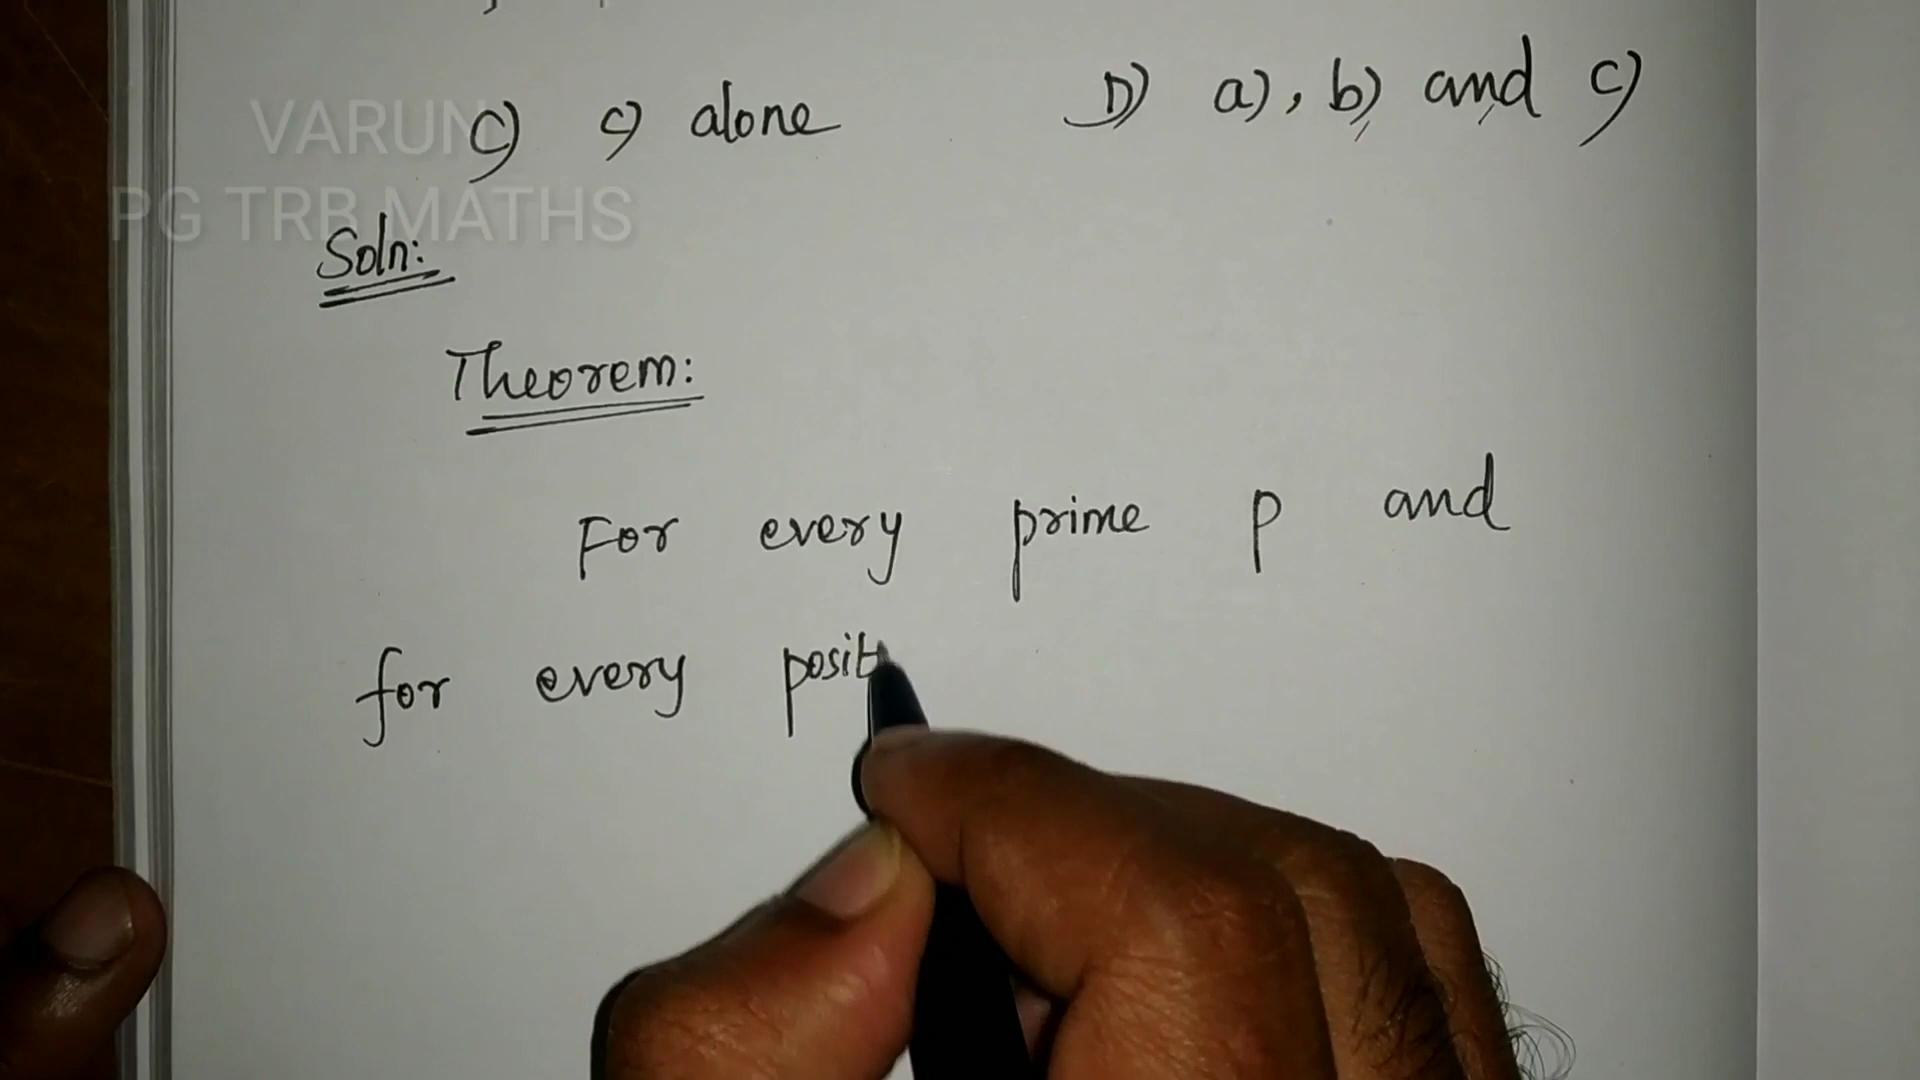 C) c) alone D) a), b) and c)
VARUN
PG TRB MATHS
Soln:
Theorem:
For every prime p and
for every posit